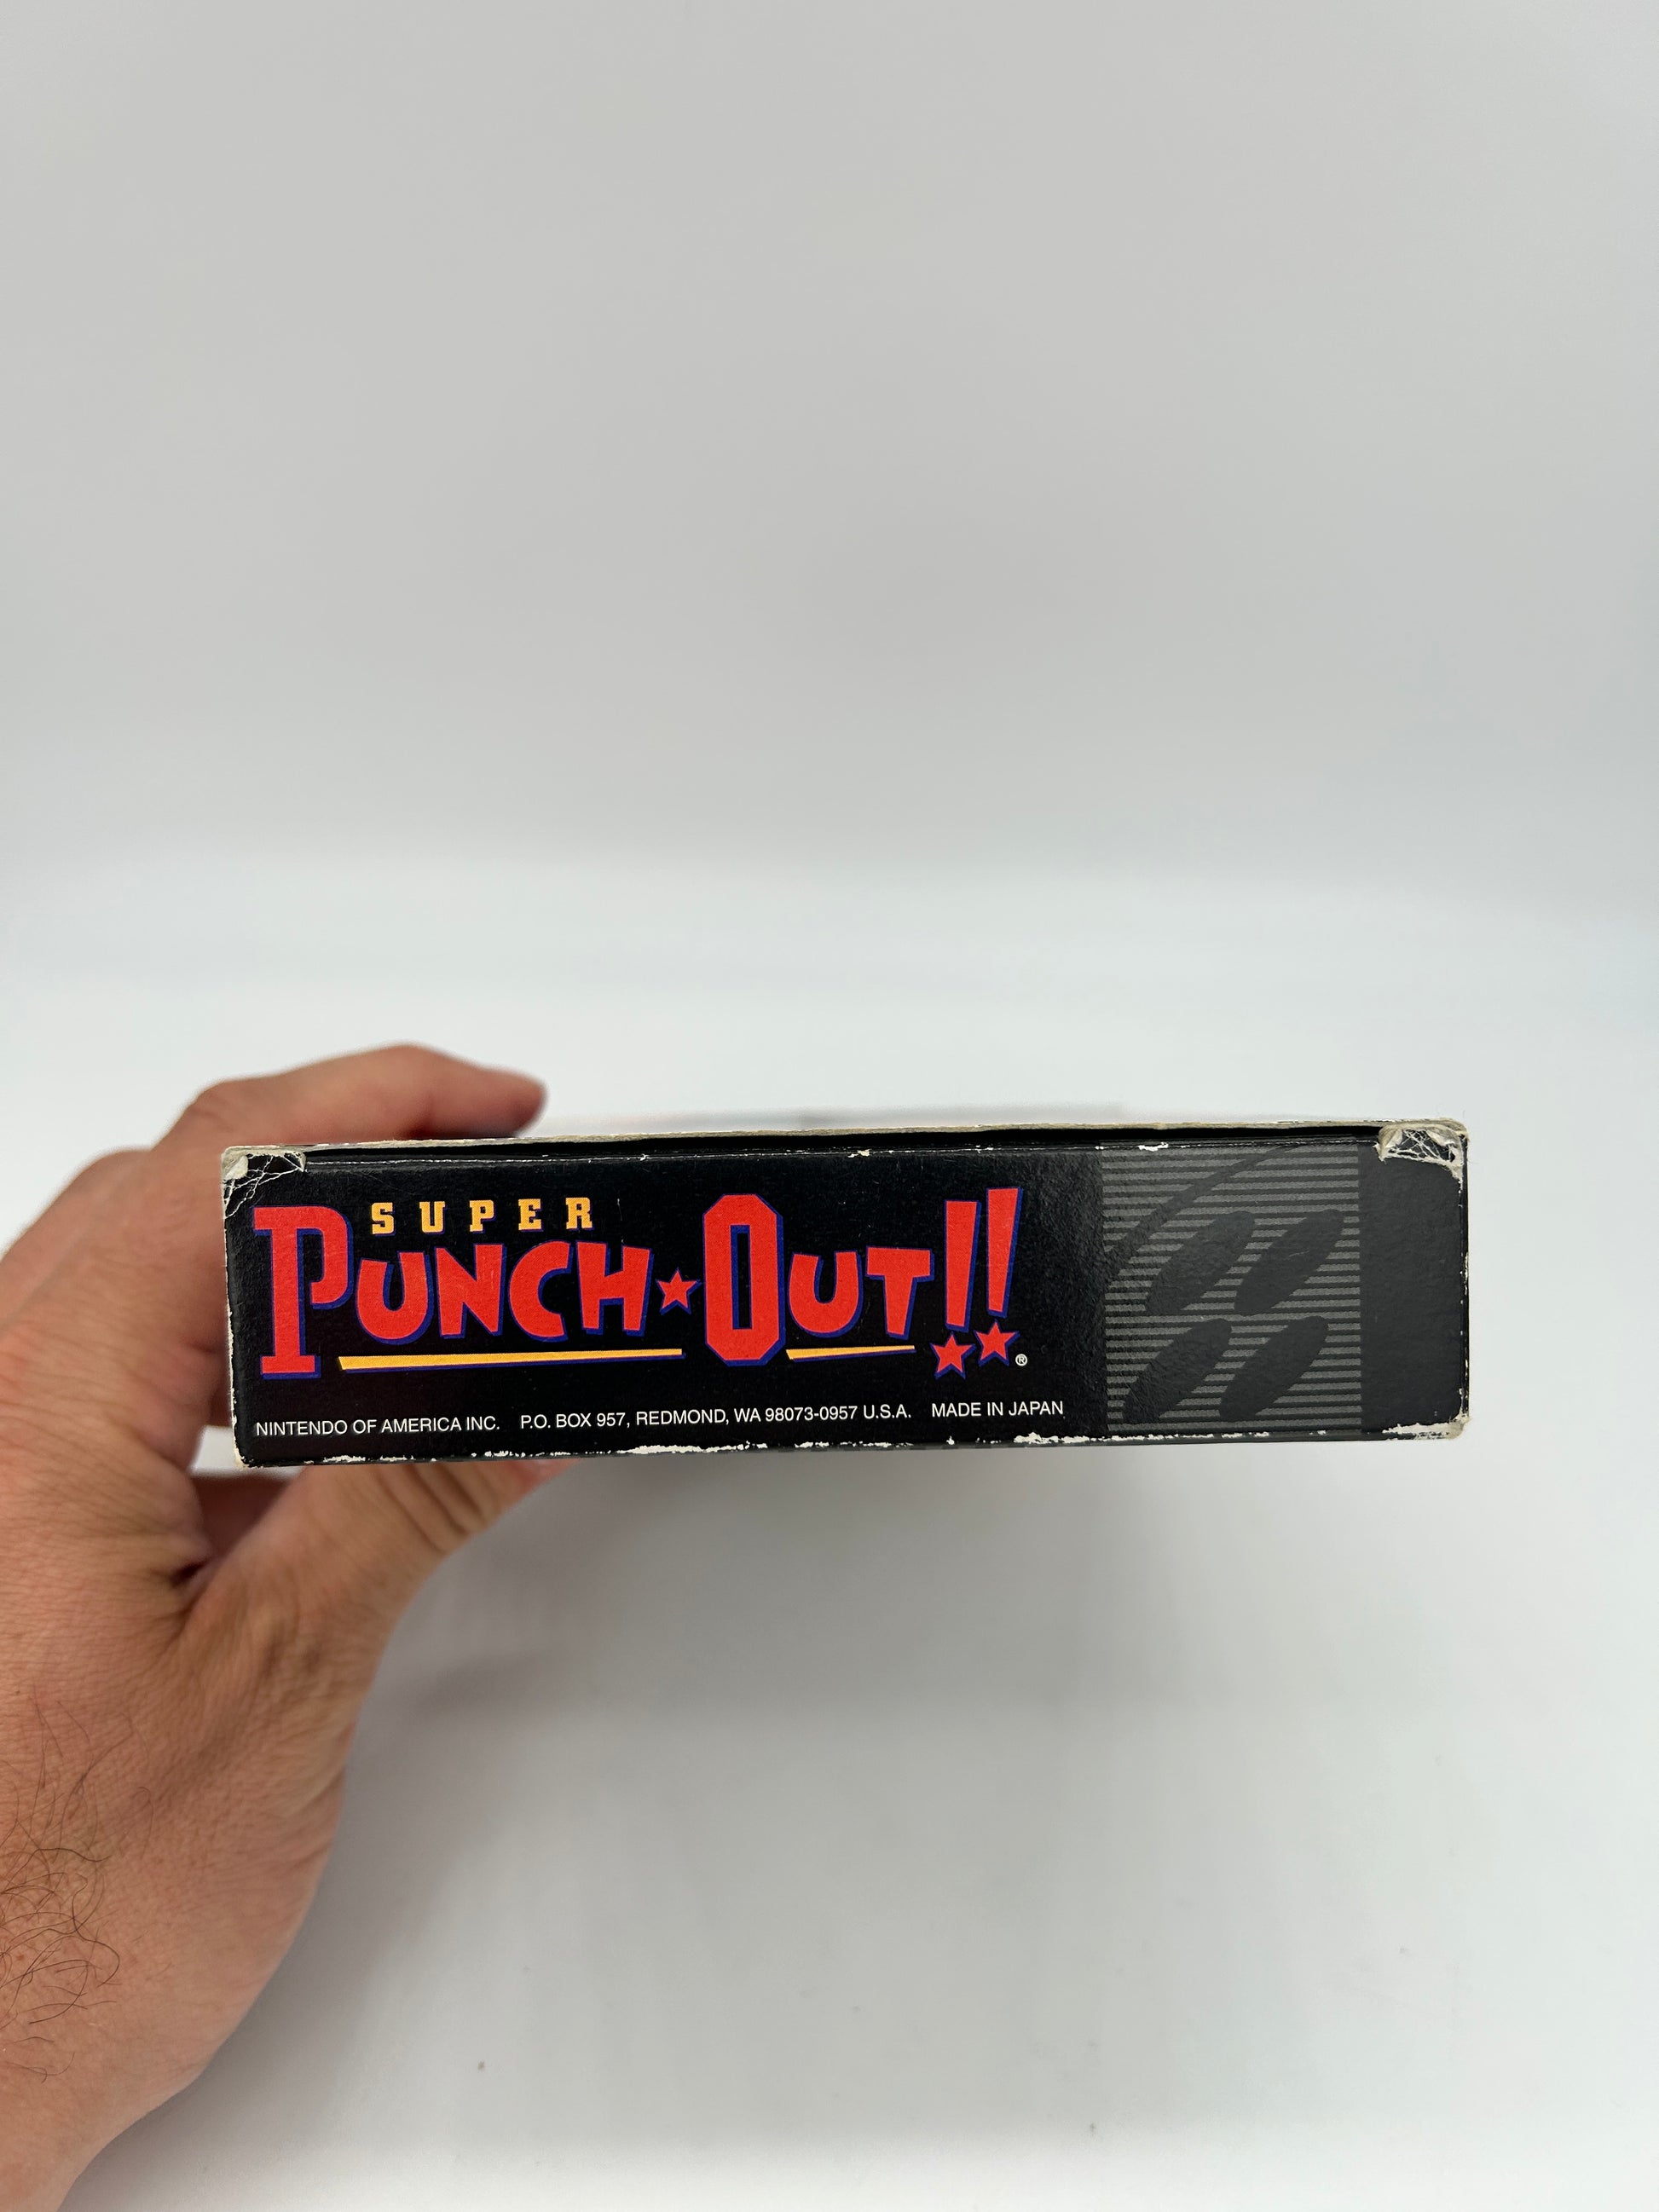 SUPER
PUNCH★OUT!!
®
NINTENDO OF AMERICA INC. P.O. BOX 957, REDMOND, WA 98073-0957 U.S.A. MADE IN JAPAN